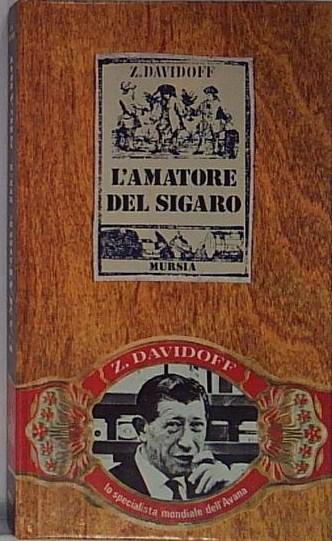 Z. DAVIDOFF
L'AMATORE
DEL SIGARO
MURSIA
Z. DAVIDOFF
lo specialista mondiale dell'Avana